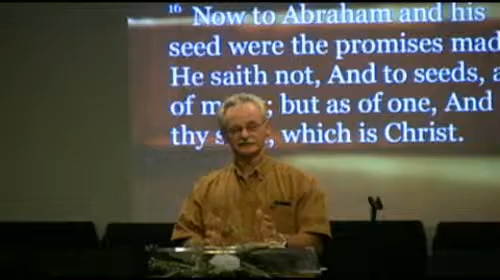 16 Now to Abraham and his
seed were the promises mad
He saith not, And to seeds, a
of m ; but as of one, And
thy s , which is Christ.